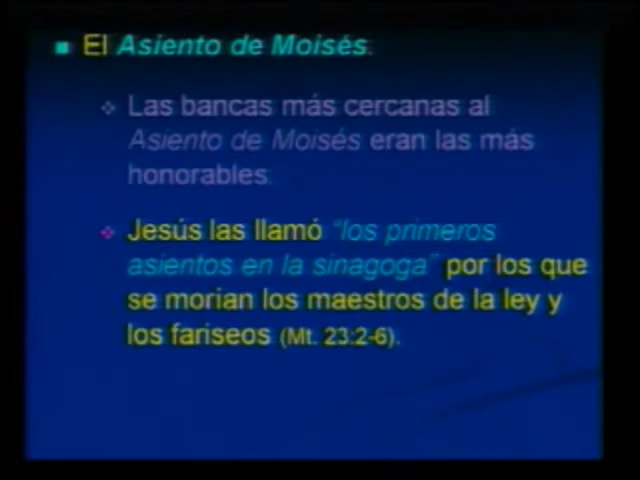 El Asiento de Moisés.
Las bancas más cercanas al
Asiento de Moisés eran las más
honorables.
Jesús las llamó "los primeros
asientos en la sinagoga" por los que
se morian los maestros de la ley y
los fariseos (Mt. 23:2-6).